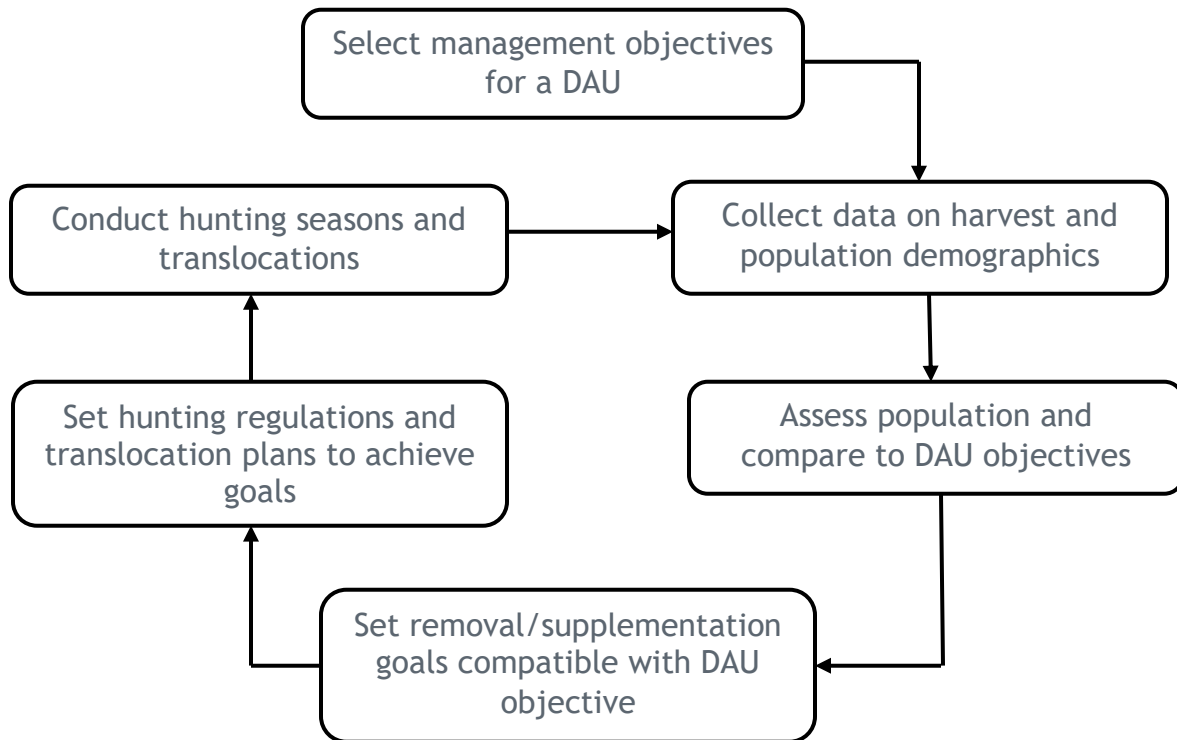 Select management objectives
for a DAU
Collect data on harvest and
population demographics
Assess population and
compare to DAU objectives
Set removal/supplementation
goals compatible with DAU
objective
Set hunting regulations and
translocation plans to achieve
goals
Conduct hunting seasons and
translocations